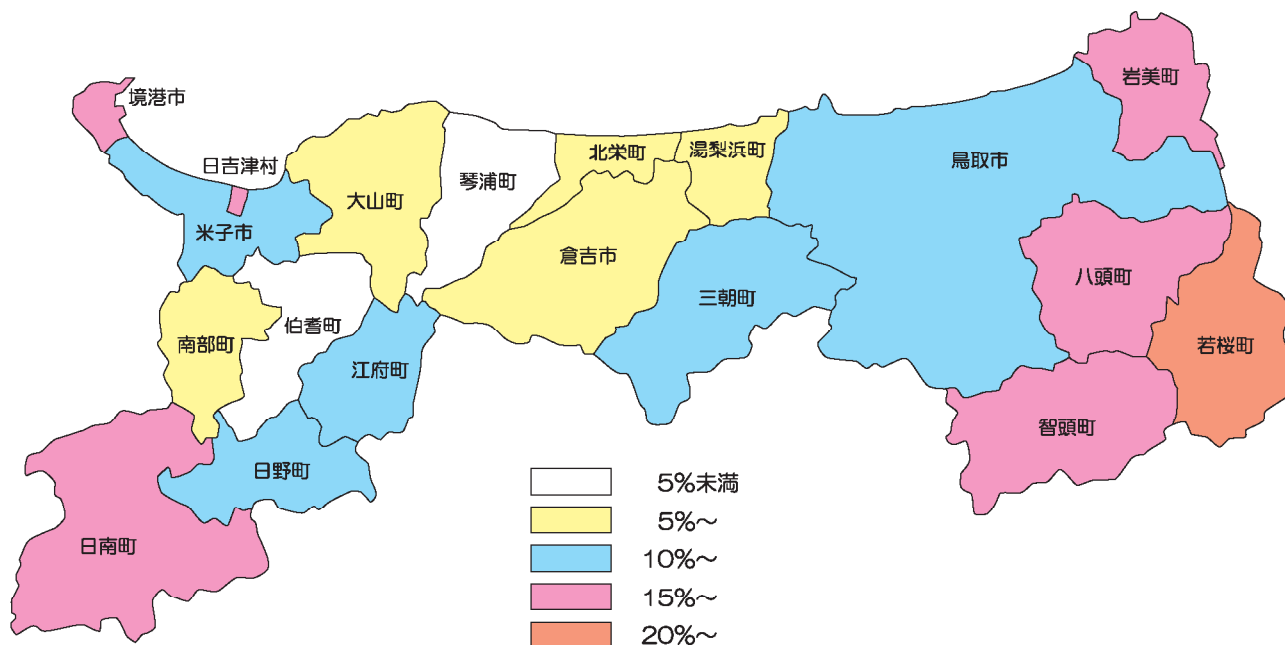 岩美町
境港市
日吉津村
北栄町
湯梨浜町
鳥取市
琴浦町
大山町
米子市
倉吉市
八頭町
三朝町
伯耆町
南部町
若桜町
江府町
智頭町
日野町
日南町
5%未満
5%～
10%～
15%～
20%～